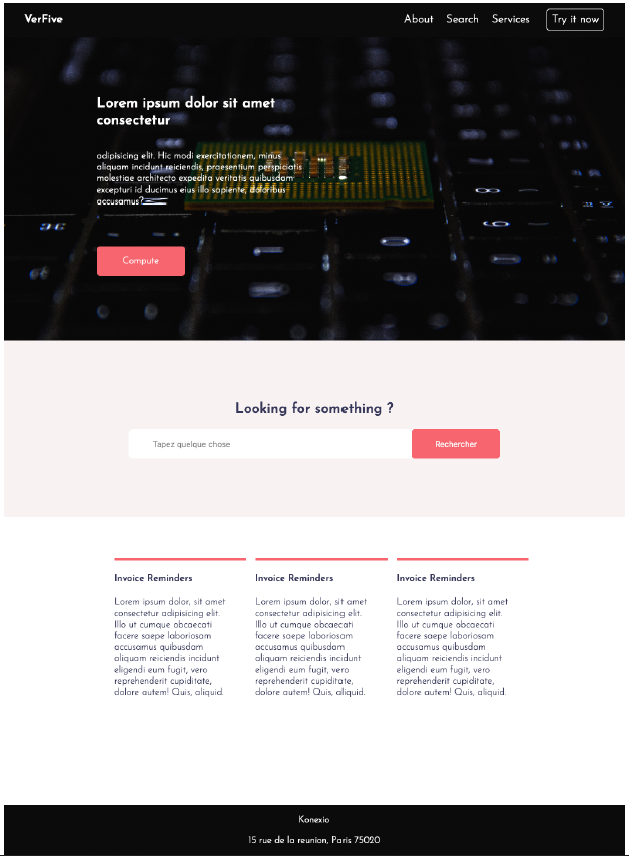 VerFive
About Search Services Try it now
Lorem ipsum dolor sit amet
consectetur
adipisicing elit. Hic modi exercitationem, minus
aliquam incidunt reiciendis, praesentium perspiciatis
molestiae architecto expedita veritatis quibusdam
excepturi id ducimus eius illo sapiente, doloribus
accusamus?
Compute
Looking for something ?
Tapez quelque chose
Rechercher
Invoice Reminders
Lorem ipsum dolor, sit amet
consectetur adipisicing elit.
Illo ut cumque obcaecati
facere saepe laboriosam
accusamus quibusdam
aliquam reiciendis incidunt
eligendi eum fugit, vero
reprehenderit cupiditate,
dolore autem! Quis, aliquid.
Invoice Reminders
Lorem ipsum dolor, sit amet
consectetur adipisicing elit.
Illo ut cumque obcaecati
facere saepe laboriosam
accusamus quibusdam
aliquam reiciendis incidunt
eligendi eum fugit, vero
reprehenderit cupiditate,
dolore autem! Quis, aliquid.
Invoice Reminders
Lorem ipsum dolor, sit amet
consectetur adipisicing elit.
Illo ut cumque obcaecati
facere saepe laboriosam
accusamus quibusdam
aliquam reiciendis incidunt
eligendi eum fugit, vero
reprehenderit cupiditate,
dolore autem! Quis, aliquid.
Konexio
15 rue de la reunion, Paris 75020